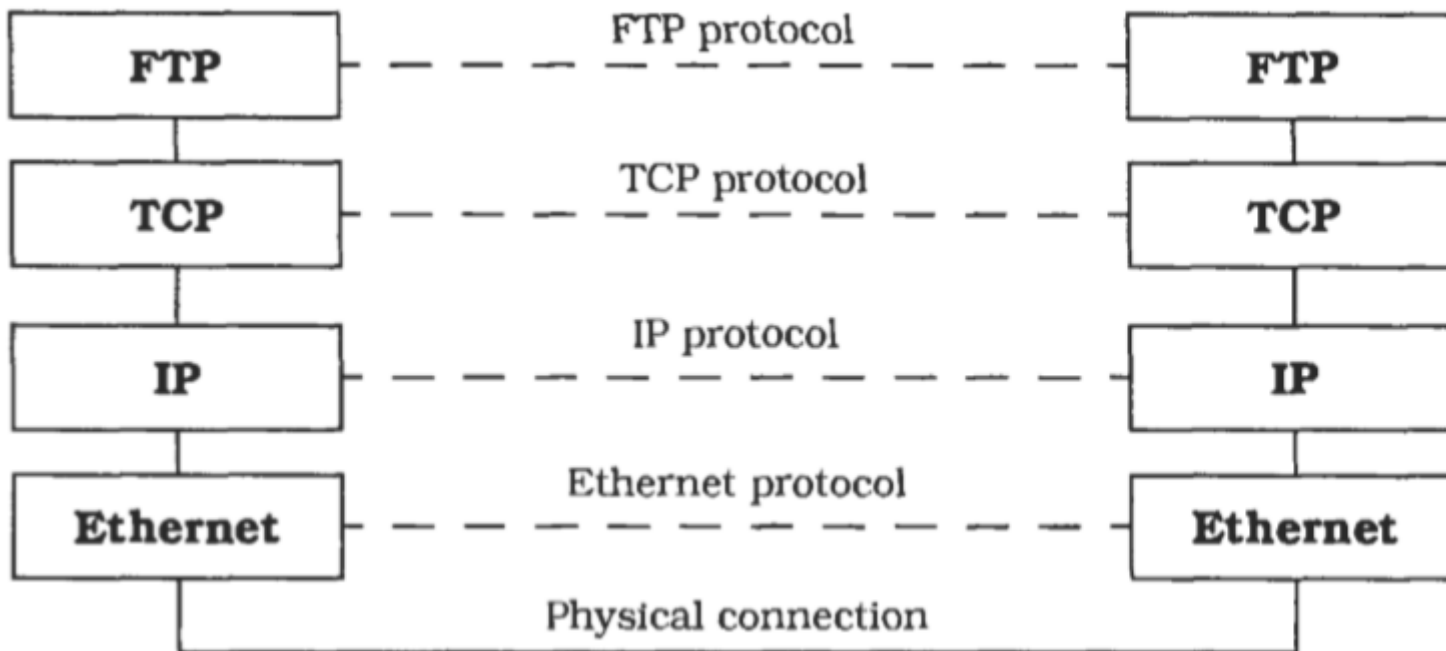 FTP protocol
FTP
FTP
TCP protocol
TCP
TCP
IP protocol
IP
IP
Ethernet protocol
Ethernet
Ethernet
Physical connection